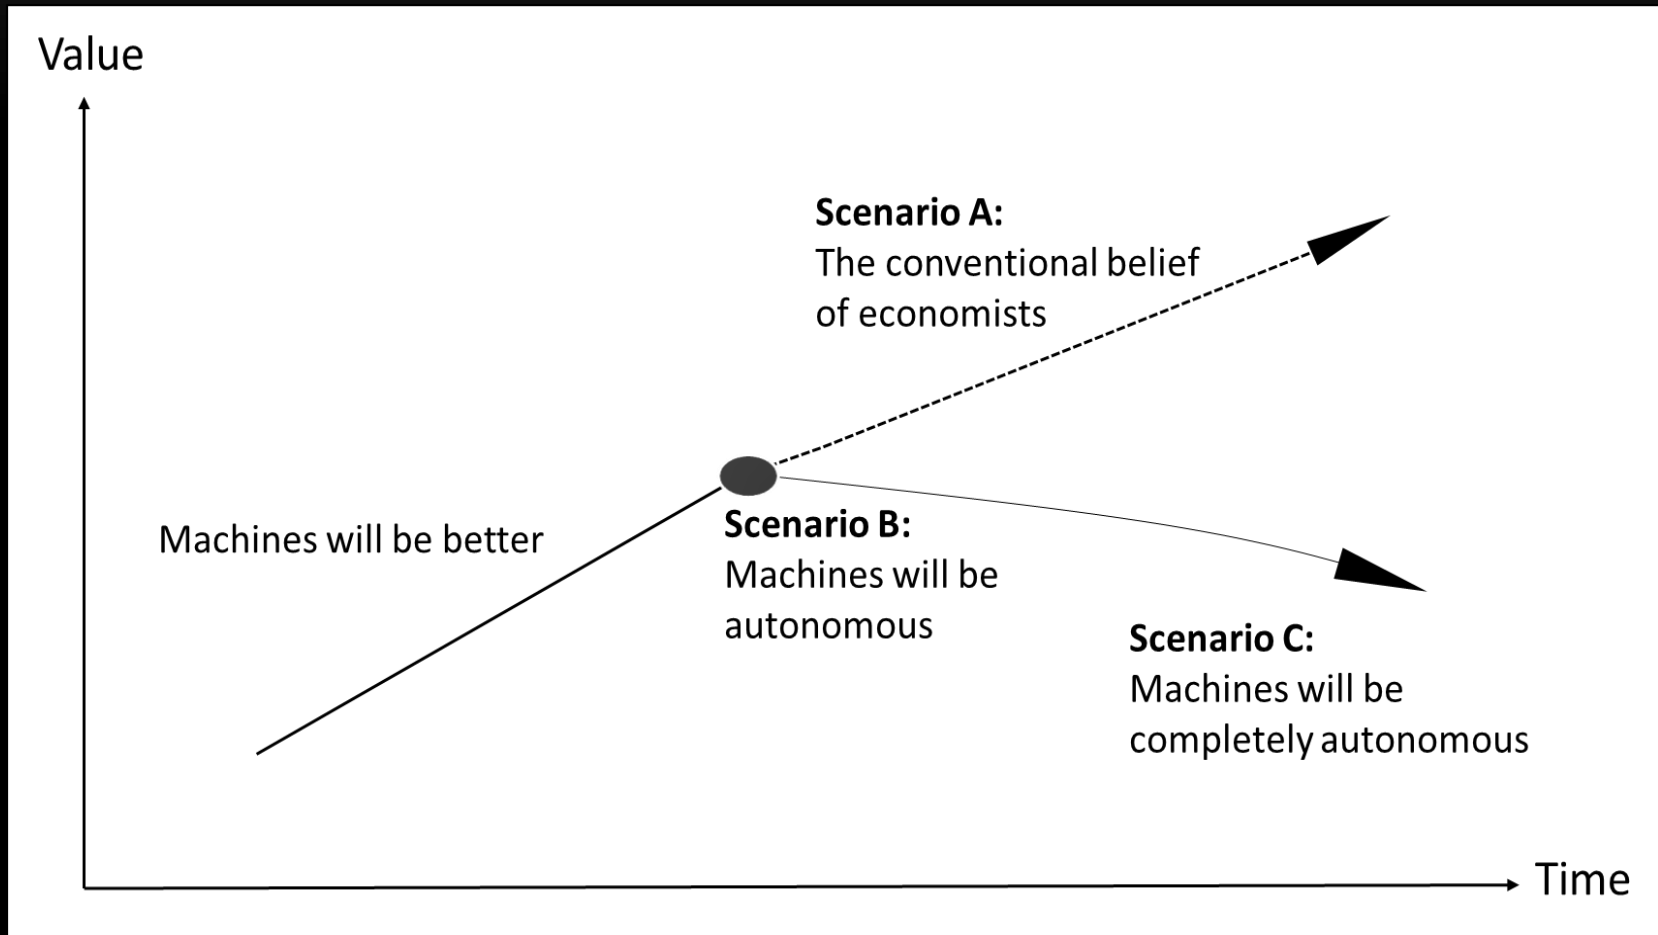 Value
Scenario A:
The conventional belief
of economists
Machines will be better
Scenario B:
Machines will be
autonomous
Scenario C:
Machines will be
completely autonomous
Time